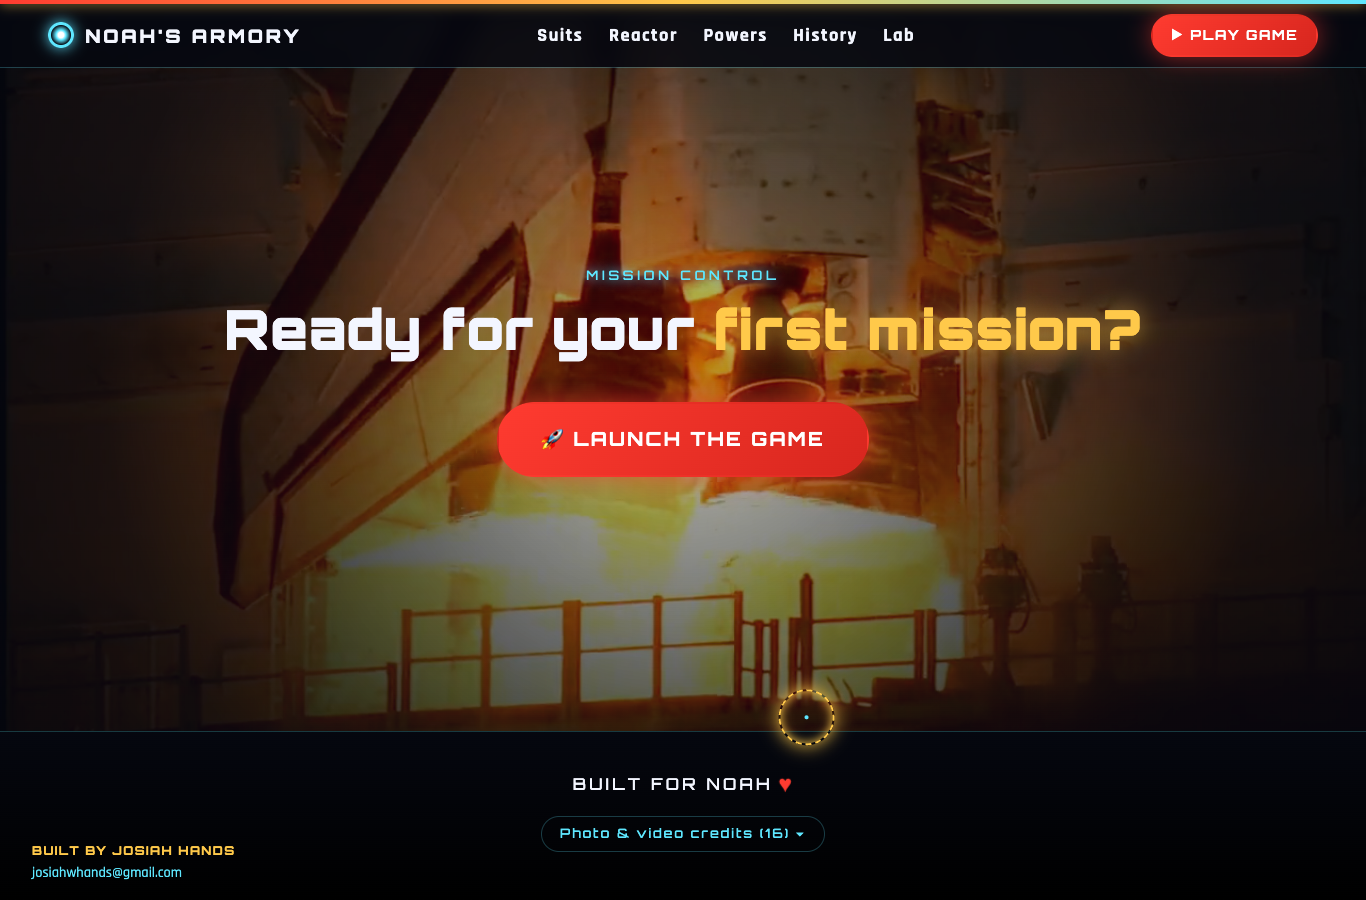 NOAH'S ARMORY
Suits Reactor Powers History Lab
▶ PLAY GAME
MISSION CONTROL
Ready for your first mission?
🚀 LAUNCH THE GAME
BUILT FOR NOAH ♥
Photo & video credits (16)
BUILT BY JOSIAH HANDS
josiahwhands@gmail.com